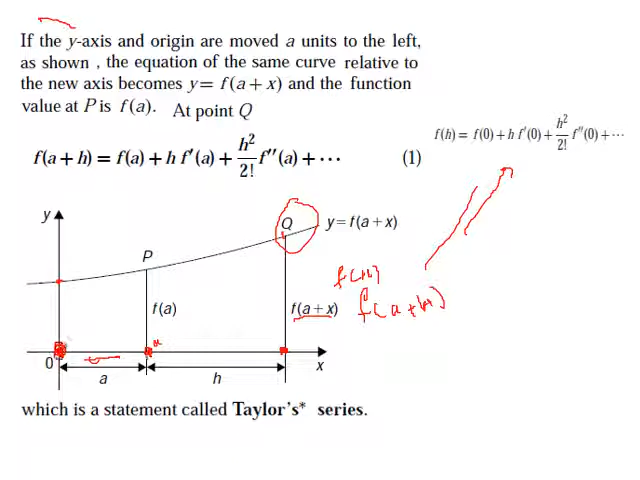 If the y-axis and origin are moved a units to the left,
as shown , the equation of the same curve relative to
the new axis becomes y= f(a+x) and the function
value at P is f(a). At point Q
f(h) = f(0)+h f′(0)+h²/2! f″(0)+⋯
f(a+h) = f(a)+h f′(a)+h²/2! f″(a)+⋯ (1)
y
Q
y=f(a+x)
P
f(a)
f(a+x)
f(a+h)
0
x
a
h
which is a statement called Taylor's* series.